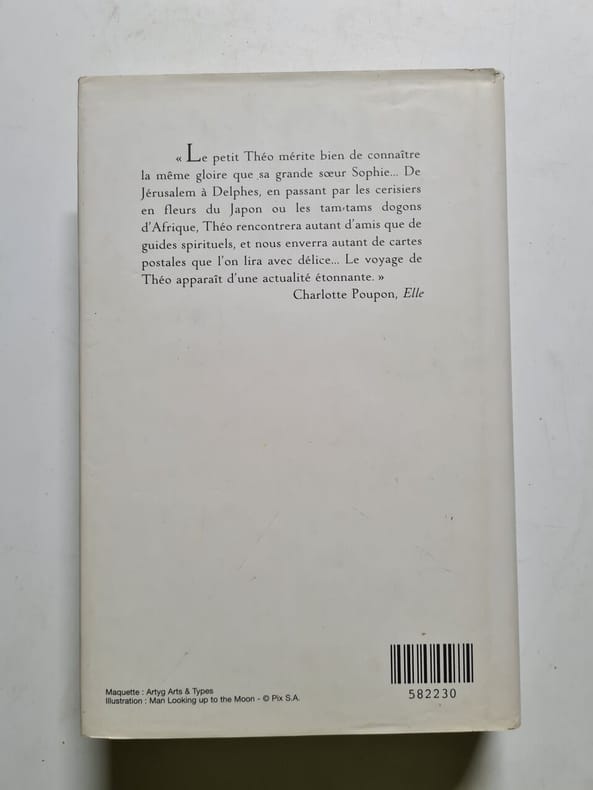 « Le petit Théo mérite bien de connaître
la même gloire que sa grande sœur Sophie... De
Jérusalem à Delphes, en passant par les cerisiers
en fleurs du Japon ou les tam-tams dogons
d'Afrique, Théo rencontrera autant d'amis que de
guides spirituels, et nous enverra autant de cartes
postales que l'on lira avec délice... Le voyage de
Théo apparaît d'une actualité étonnante. »
Charlotte Poupon, Elle
Maquette : Artyg Arts & Types
Illustration : Man Looking up to the Moon - © Pix S.A.
582230